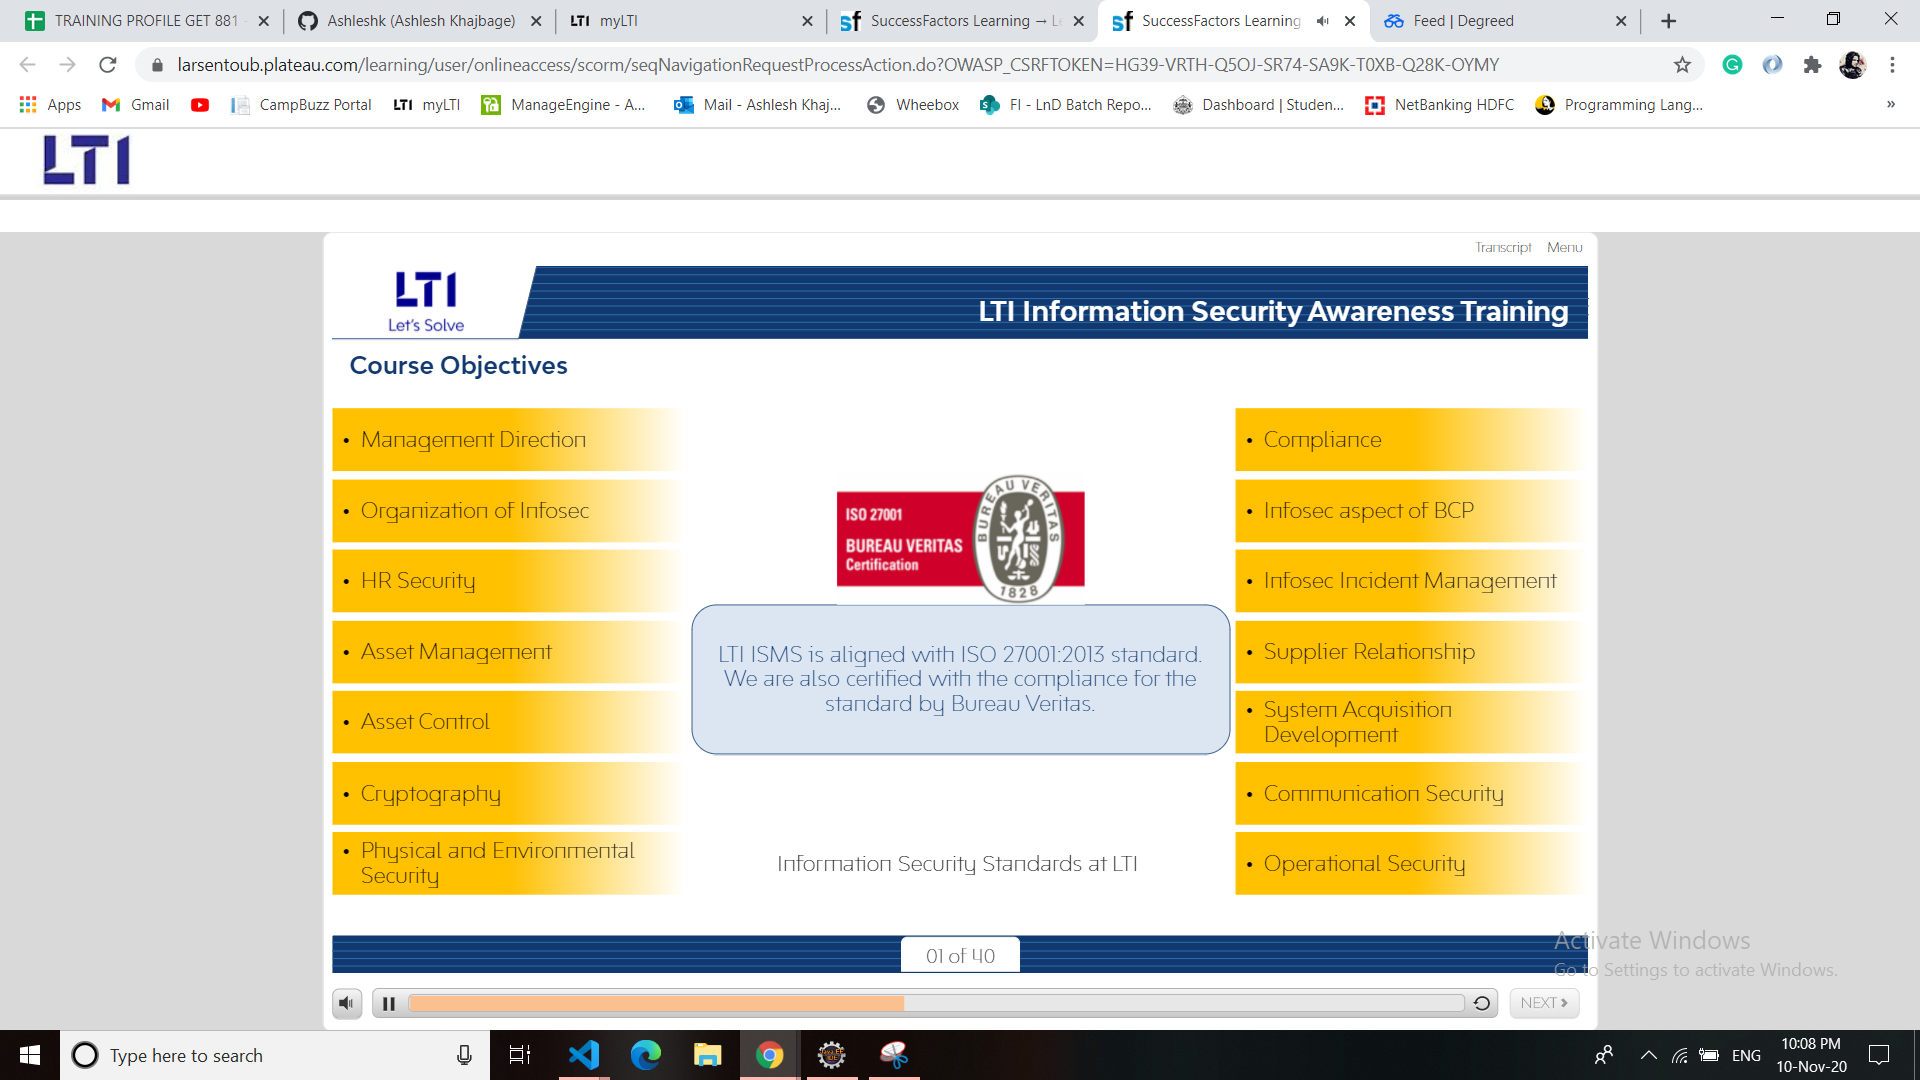 TRAINING PROFILE GET 881
Ashleshk (Ashlesh Khajbage)
LTI myLTI
SuccessFactors Learning → L
SuccessFactors Learning
Feed | Degreed
larsentoub.plateau.com/learning/user/onlineaccess/scorm/seqNavigationRequestProcessAction.do?OWASP_CSRFTOKEN=HG39-VRTH-Q5OJ-SR74-SA9K-T0XB-Q28K-OYMY
Apps
Gmail
CampBuzz Portal
LTI myLTI
ManageEngine - A...
Mail - Ashlesh Khaj...
Wheebox
FI - LnD Batch Repo...
Dashboard | Studen...
NetBanking HDFC
Programming Lang...
»
LTI
Transcript Menu
LTI
Let's Solve
LTI Information Security Awareness Training
Course Objectives
• Management Direction
• Organization of Infosec
• HR Security
• Asset Management
• Asset Control
• Cryptography
• Physical and Environmental
Security
ISO 27001
BUREAU VERITAS
Certification
BUREAU VERITAS
1828
LTI ISMS is aligned with ISO 27001:2013 standard.
We are also certified with the compliance for the
standard by Bureau Veritas.
Information Security Standards at LTI
• Compliance
• Infosec aspect of BCP
• Infosec Incident Management
• Supplier Relationship
• System Acquisition
Development
• Communication Security
• Operational Security
01 of 40
Activate Windows
Go to Settings to activate Windows.
NEXT
Type here to search
ENG
10:08 PM
10-Nov-20